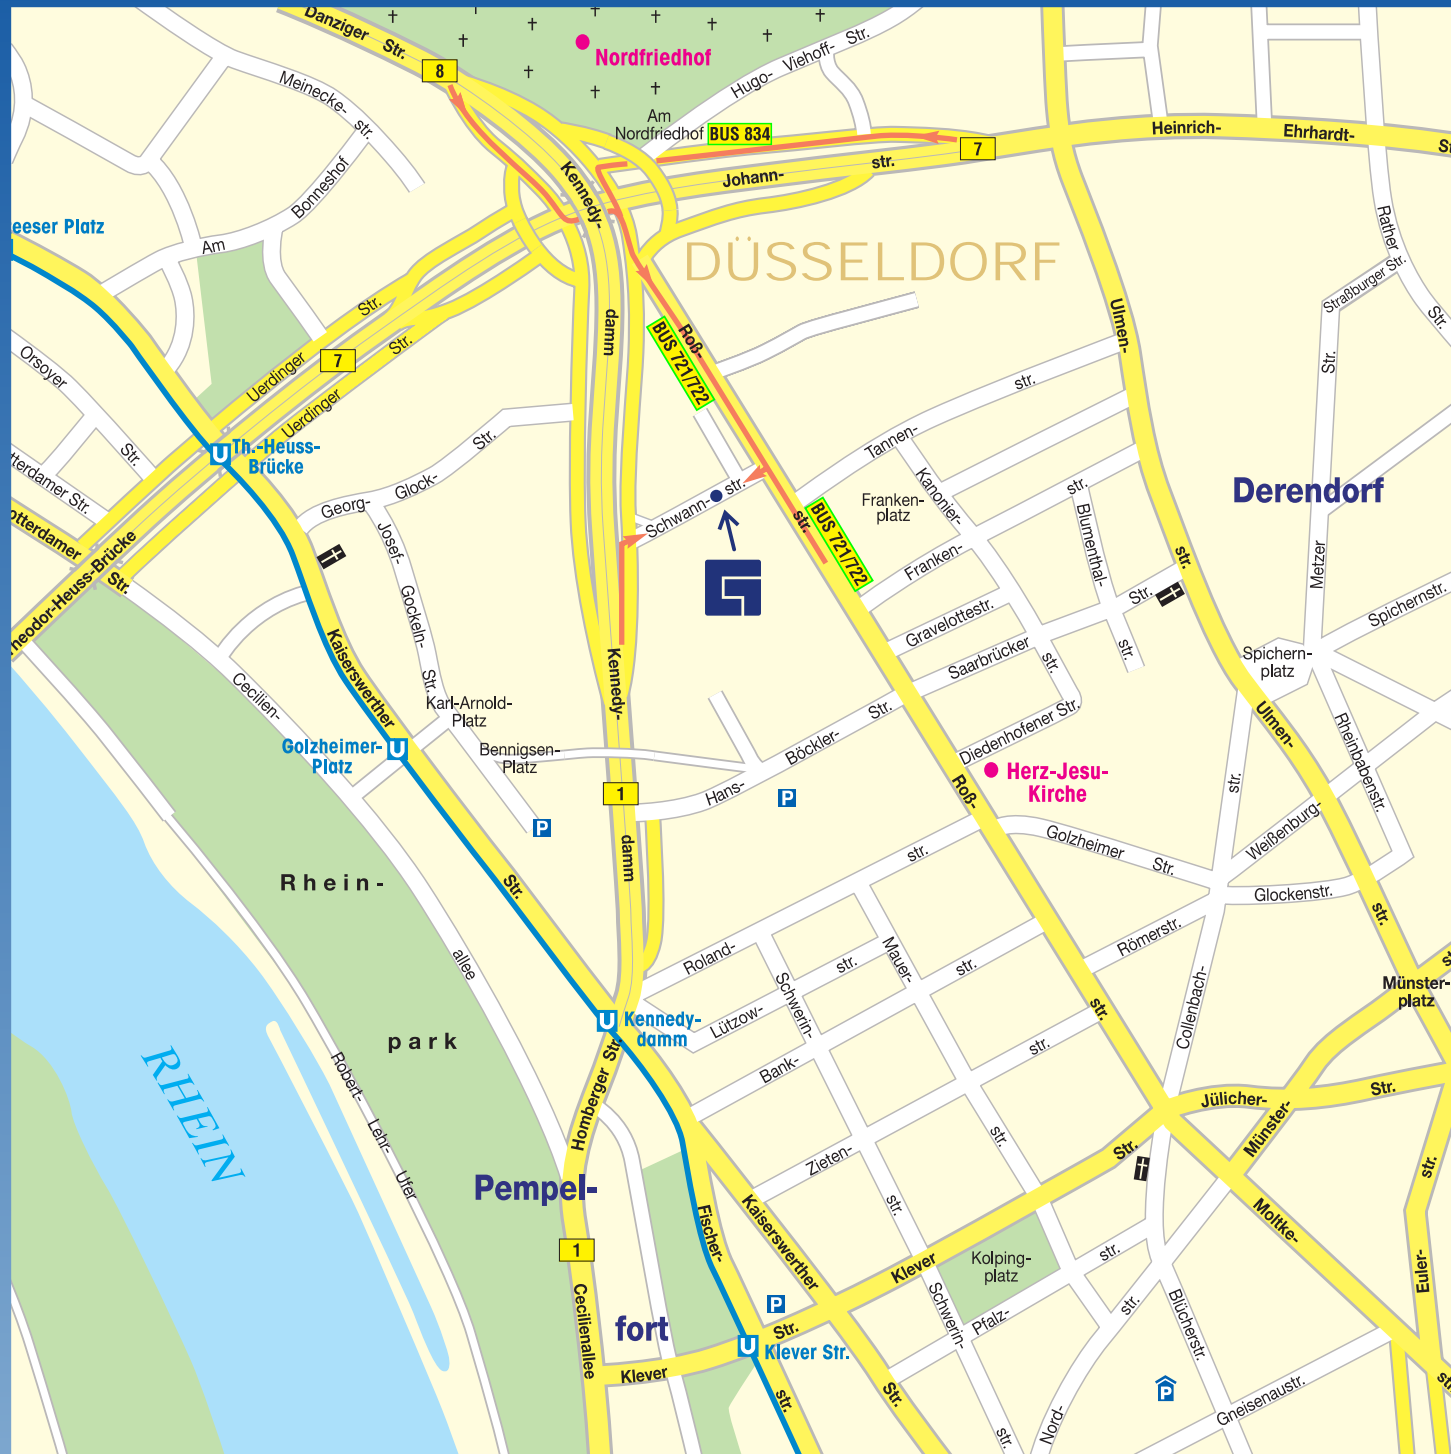 Danziger Str.
8
Nordfriedhof
Hugo- Viehoff- Str.
Meinecke- str.
Am
Nordfriedhof
BUS 834
7
Heinrich- Ehrhardt-
Johann- str.
Kennedy-
Bonneshof
Am
eeser Platz
DÜSSELDORF
Rather
Str.
Straßburger Str.
Ulmen-
damm
Roß-
BUS 721/722
Uerdinger Str.
7
Uerdinger Str.
Orsoyer
Str.
Str.
str.
Tannen-
Th.-Heuss-
Brücke
Glock- Str.
Georg-
tterdamer Str.
otterdamer
Str.
heodor-Heuss-Brücke
Schwann- str.
str.
BUS 721/722
Franken-
platz
Kanonier-
str.
Blumenthal-
str.
Derendorf
str.
Metzer
Josef-
Gockeln-
Str.
Franken-
Gravelottestr.
Str.
Saarbrücker
str.
Spichernstr.
Spichern-
platz
Kaiserswerther
Kennedy-
Cecilien-
Karl-Arnold-
Platz
Golzheimer-
Platz
Bennigsen-
Platz
Böckler- Str.
Hans-
Diedenhofener Str.
Ulmen-
Rheinbabenstr.
Herz-Jesu-
Kirche
Roß-
1
P
P
damm
str.
Weißenburg-
Golzheimer Str.
Glockenstr.
str.
Rhein-
Str.
str.
Römerstr.
Roland-
Mauer-
str.
str.
allee
Schwerin-
Lützow-
Münster-
platz
Collenbach-
str.
Kennedy-
damm
park
Homberger Str.
Bank-
str.
RHEIN
Robert-
Lehr-
Ufer
Jülicher- Str.
Münster-
str.
Str.
str.
Zieten-
str.
Pempel-
Fischer-
Kaiserswerther
Moltke-
1
Klever
Kolping-
platz
str.
Euler-
Cecilienallee
P
Schwerin-
Pfalz-
str.
Blücherstr.
fort
Str.
Klever Str.
Klever
P
str.
Str.
Gneisenaustr.
Nord-
str.